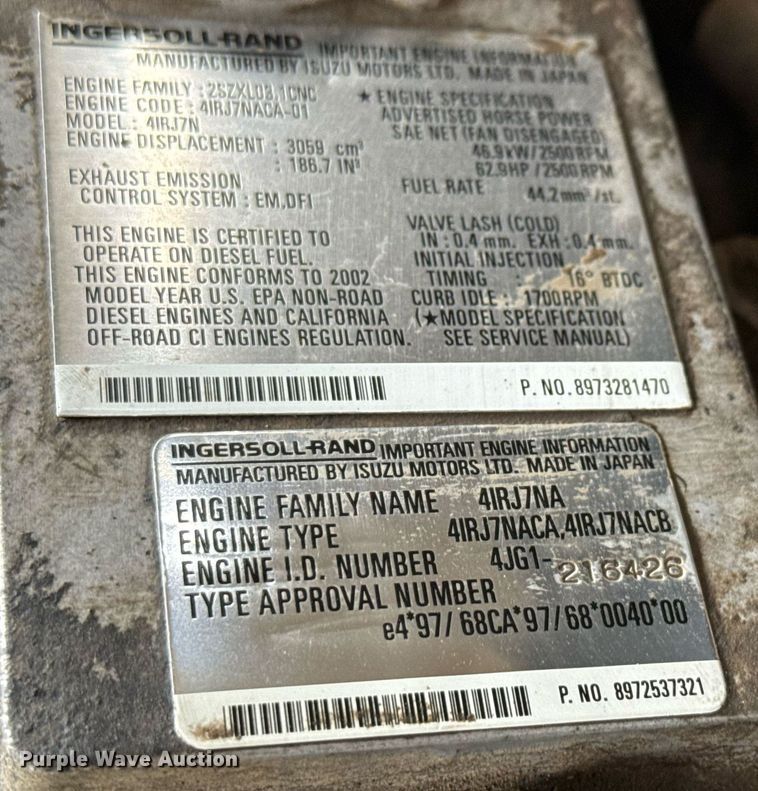 INGERSOLL-RAND IMPORTANT ENGINE INFORMATION
MANUFACTURED BY ISUZU MOTORS LTD. MADE IN JAPAN
ENGINE FAMILY : 2SZXL03.1CNC
ENGINE CODE : 4IRJ7NACA-01
MODEL : 4IRJ7N
ENGINE DISPLACEMENT : 3059 cm³
: 186.7 IN³
EXHAUST EMISSION
CONTROL SYSTEM : EM,DFI
THIS ENGINE IS CERTIFIED TO
OPERATE ON DIESEL FUEL.
THIS ENGINE CONFORMS TO 2002
MODEL YEAR U.S. EPA NON-ROAD
DIESEL ENGINES AND CALIFORNIA
OFF-ROAD CI ENGINES REGULATION.
★ ENGINE SPECIFICATION
ADVERTISED HORSE POWER
SAE NET (FAN DISENGAGED)
46.9kW/2500RPM
62.9HP/2500RPM
FUEL RATE 44.2mm³/st.
VALVE LASH (COLD)
IN : 0.4 mm. EXH : 0.4 mm.
INITIAL INJECTION
TIMING 16° BTDC
CURB IDLE : 1700RPM
(★MODEL SPECIFICATION
SEE SERVICE MANUAL)
P. NO. 8973281470
INGERSOLL-RAND IMPORTANT ENGINE INFORMATION
MANUFACTURED BY ISUZU MOTORS LTD. MADE IN JAPAN
ENGINE FAMILY NAME 4IRJ7NA
ENGINE TYPE 4IRJ7NACA,4IRJ7NACB
ENGINE I.D. NUMBER 4JG1-216426
TYPE APPROVAL NUMBER
e4*97/68CA*97/68*0040*00
P. NO. 8972537321
Purple Wave Auction